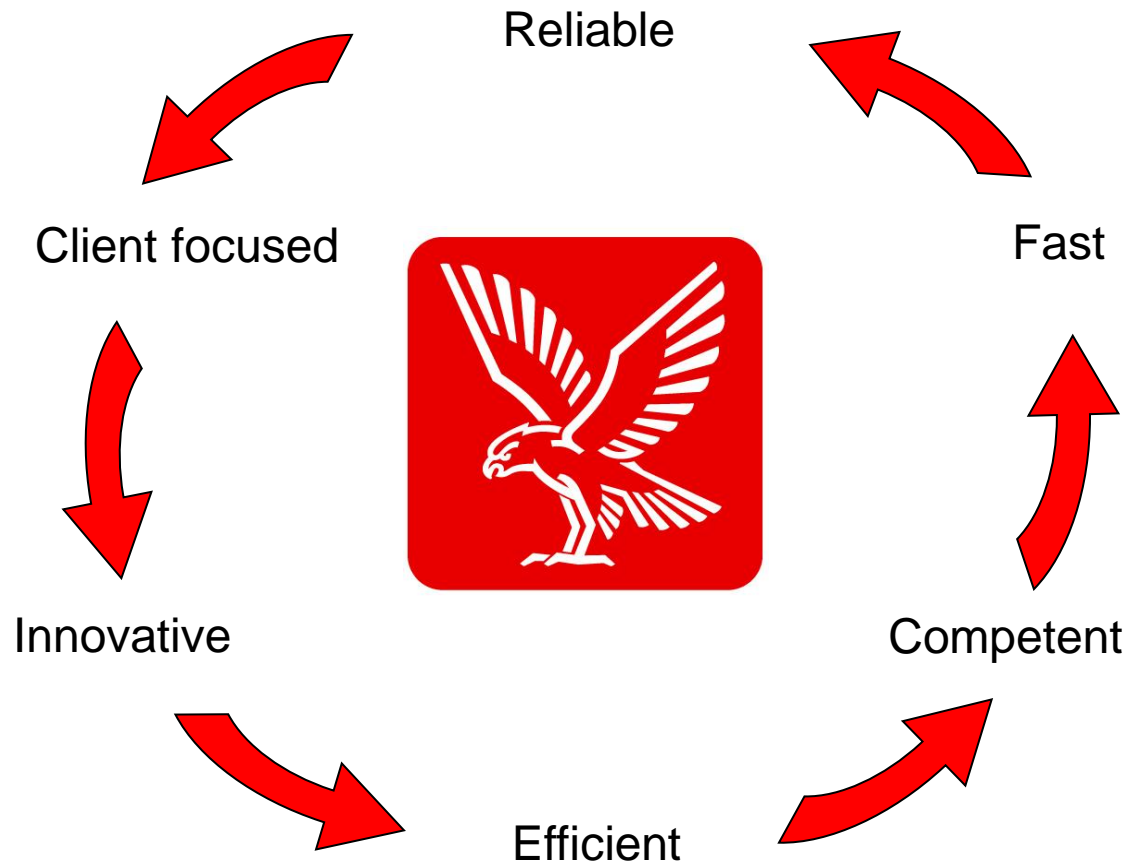 Reliable
Client focused
Fast
Innovative
Competent
Efficient